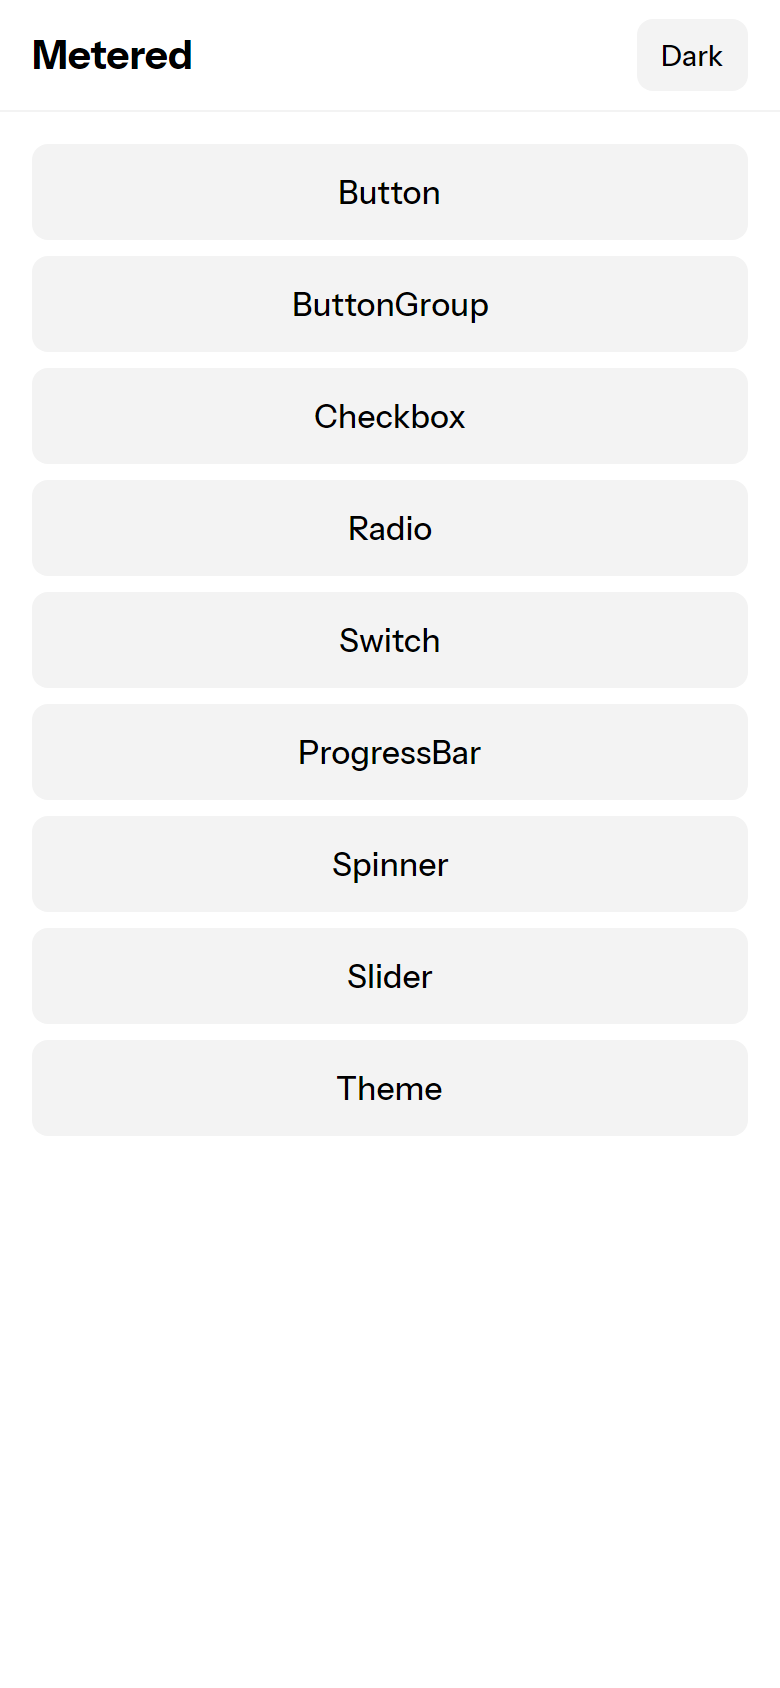 Metered
Dark
Button
ButtonGroup
Checkbox
Radio
Switch
ProgressBar
Spinner
Slider
Theme